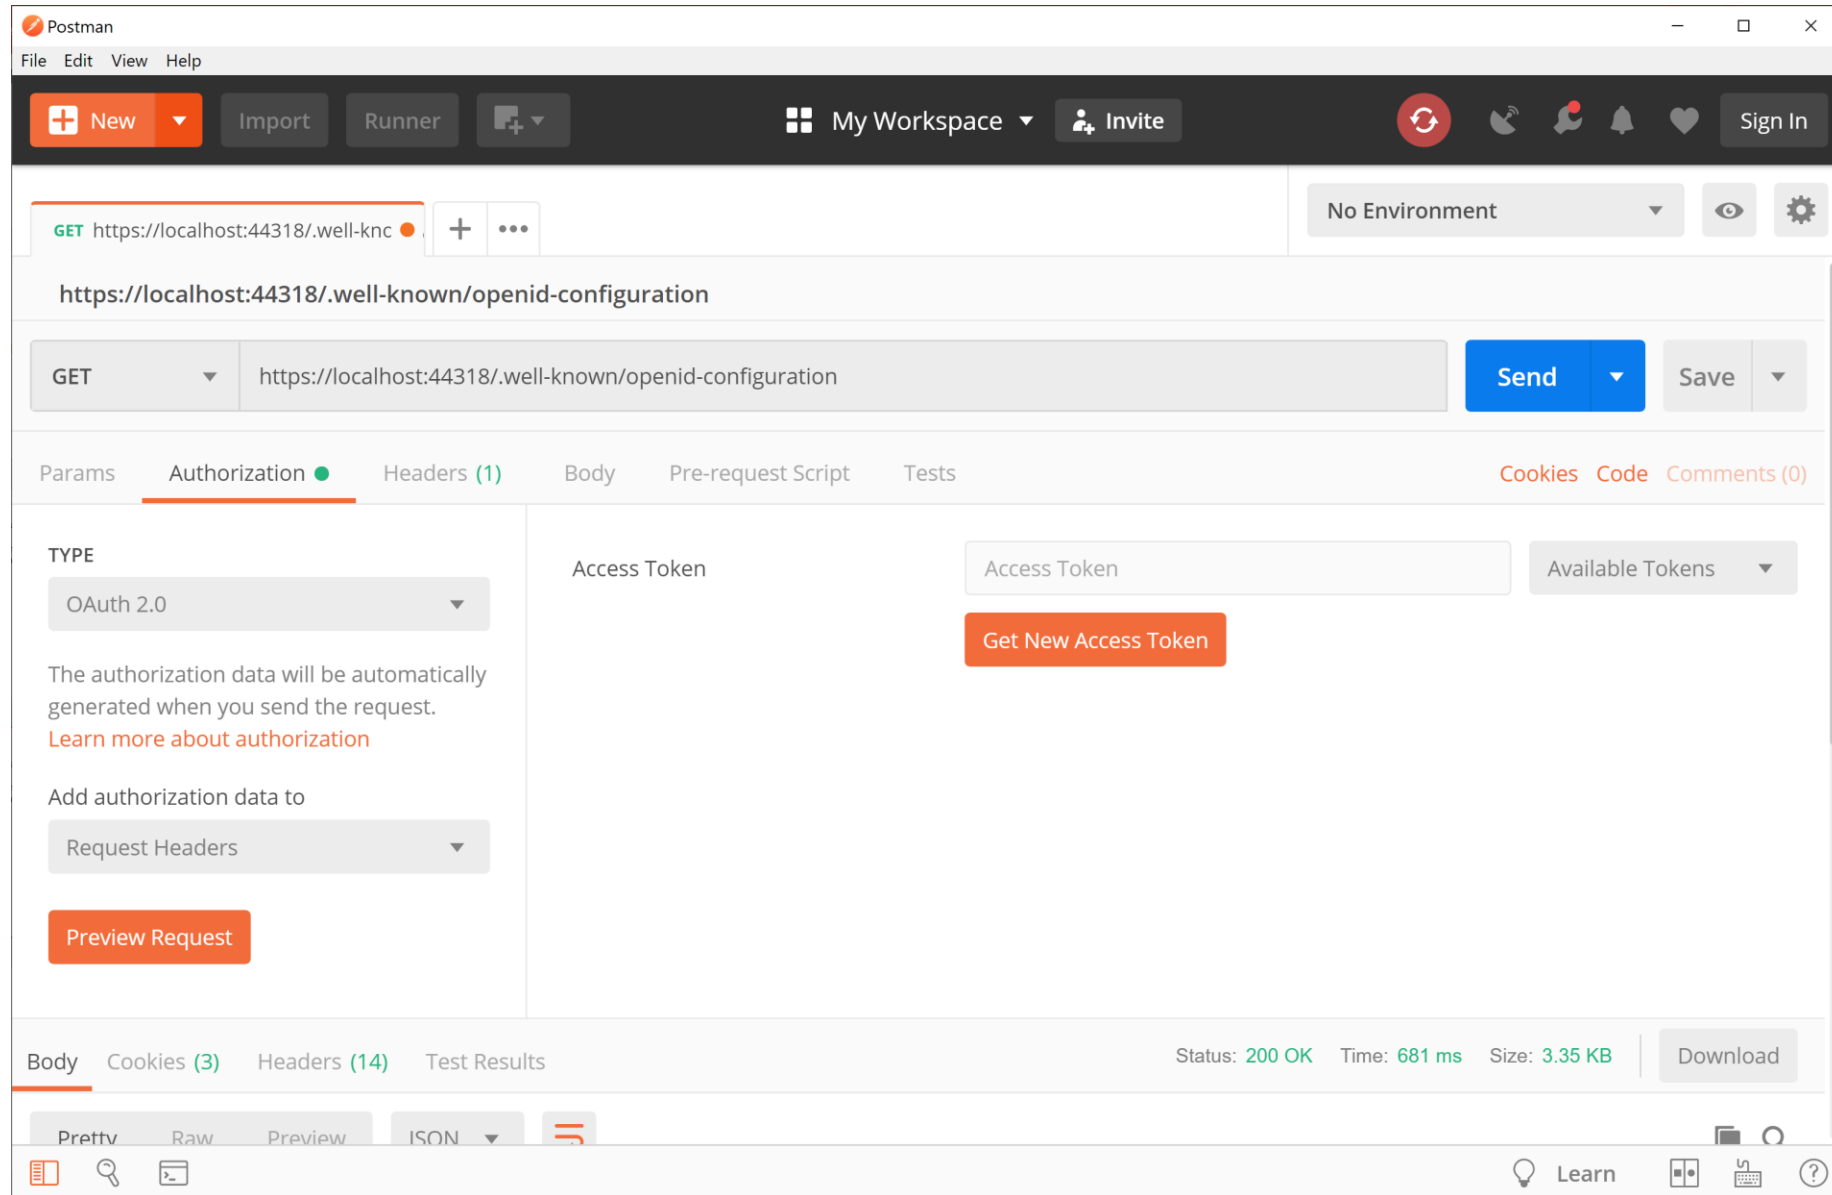 Postman
File Edit View Help
New Import Runner My Workspace Invite Sign In
GET https://localhost:44318/.well-knc No Environment
https://localhost:44318/.well-known/openid-configuration
GET https://localhost:44318/.well-known/openid-configuration Send Save
Params Authorization Headers (1) Body Pre-request Script Tests Cookies Code Comments (0)
TYPE
OAuth 2.0
The authorization data will be automatically
generated when you send the request.
Learn more about authorization
Add authorization data to
Request Headers
Preview Request
Access Token Access Token Available Tokens
Get New Access Token
Body Cookies (3) Headers (14) Test Results Status: 200 OK Time: 681 ms Size: 3.35 KB Download
Pretty Raw Preview JSON
Learn